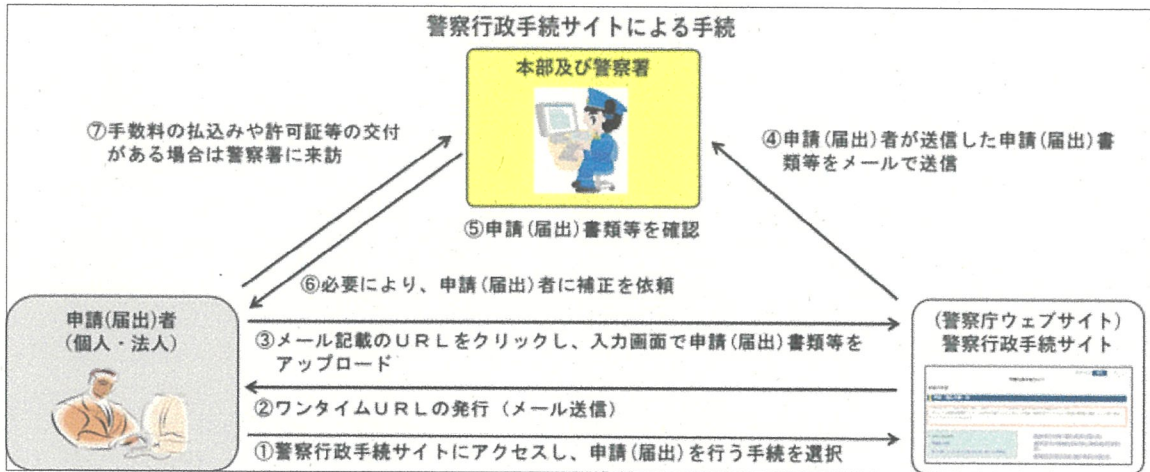 警察行政手続サイトによる手続
本部及び警察署
⑦手数料の払込みや許可証等の交付
がある場合は警察署に来訪
④申請(届出)者が送信した申請(届出)書
類等をメールで送信
⑤申請(届出)書類等を確認
⑥必要により、申請(届出)者に補正を依頼
申請(届出)者
(個人・法人)
③メール記載のURLをクリックし、入力画面で申請(届出)書類等を
アップロード
(警察庁ウェブサイト)
警察行政手続サイト
②ワンタイムURLの発行(メール送信)
①警察行政手続サイトにアクセスし、申請(届出)を行う手続を選択